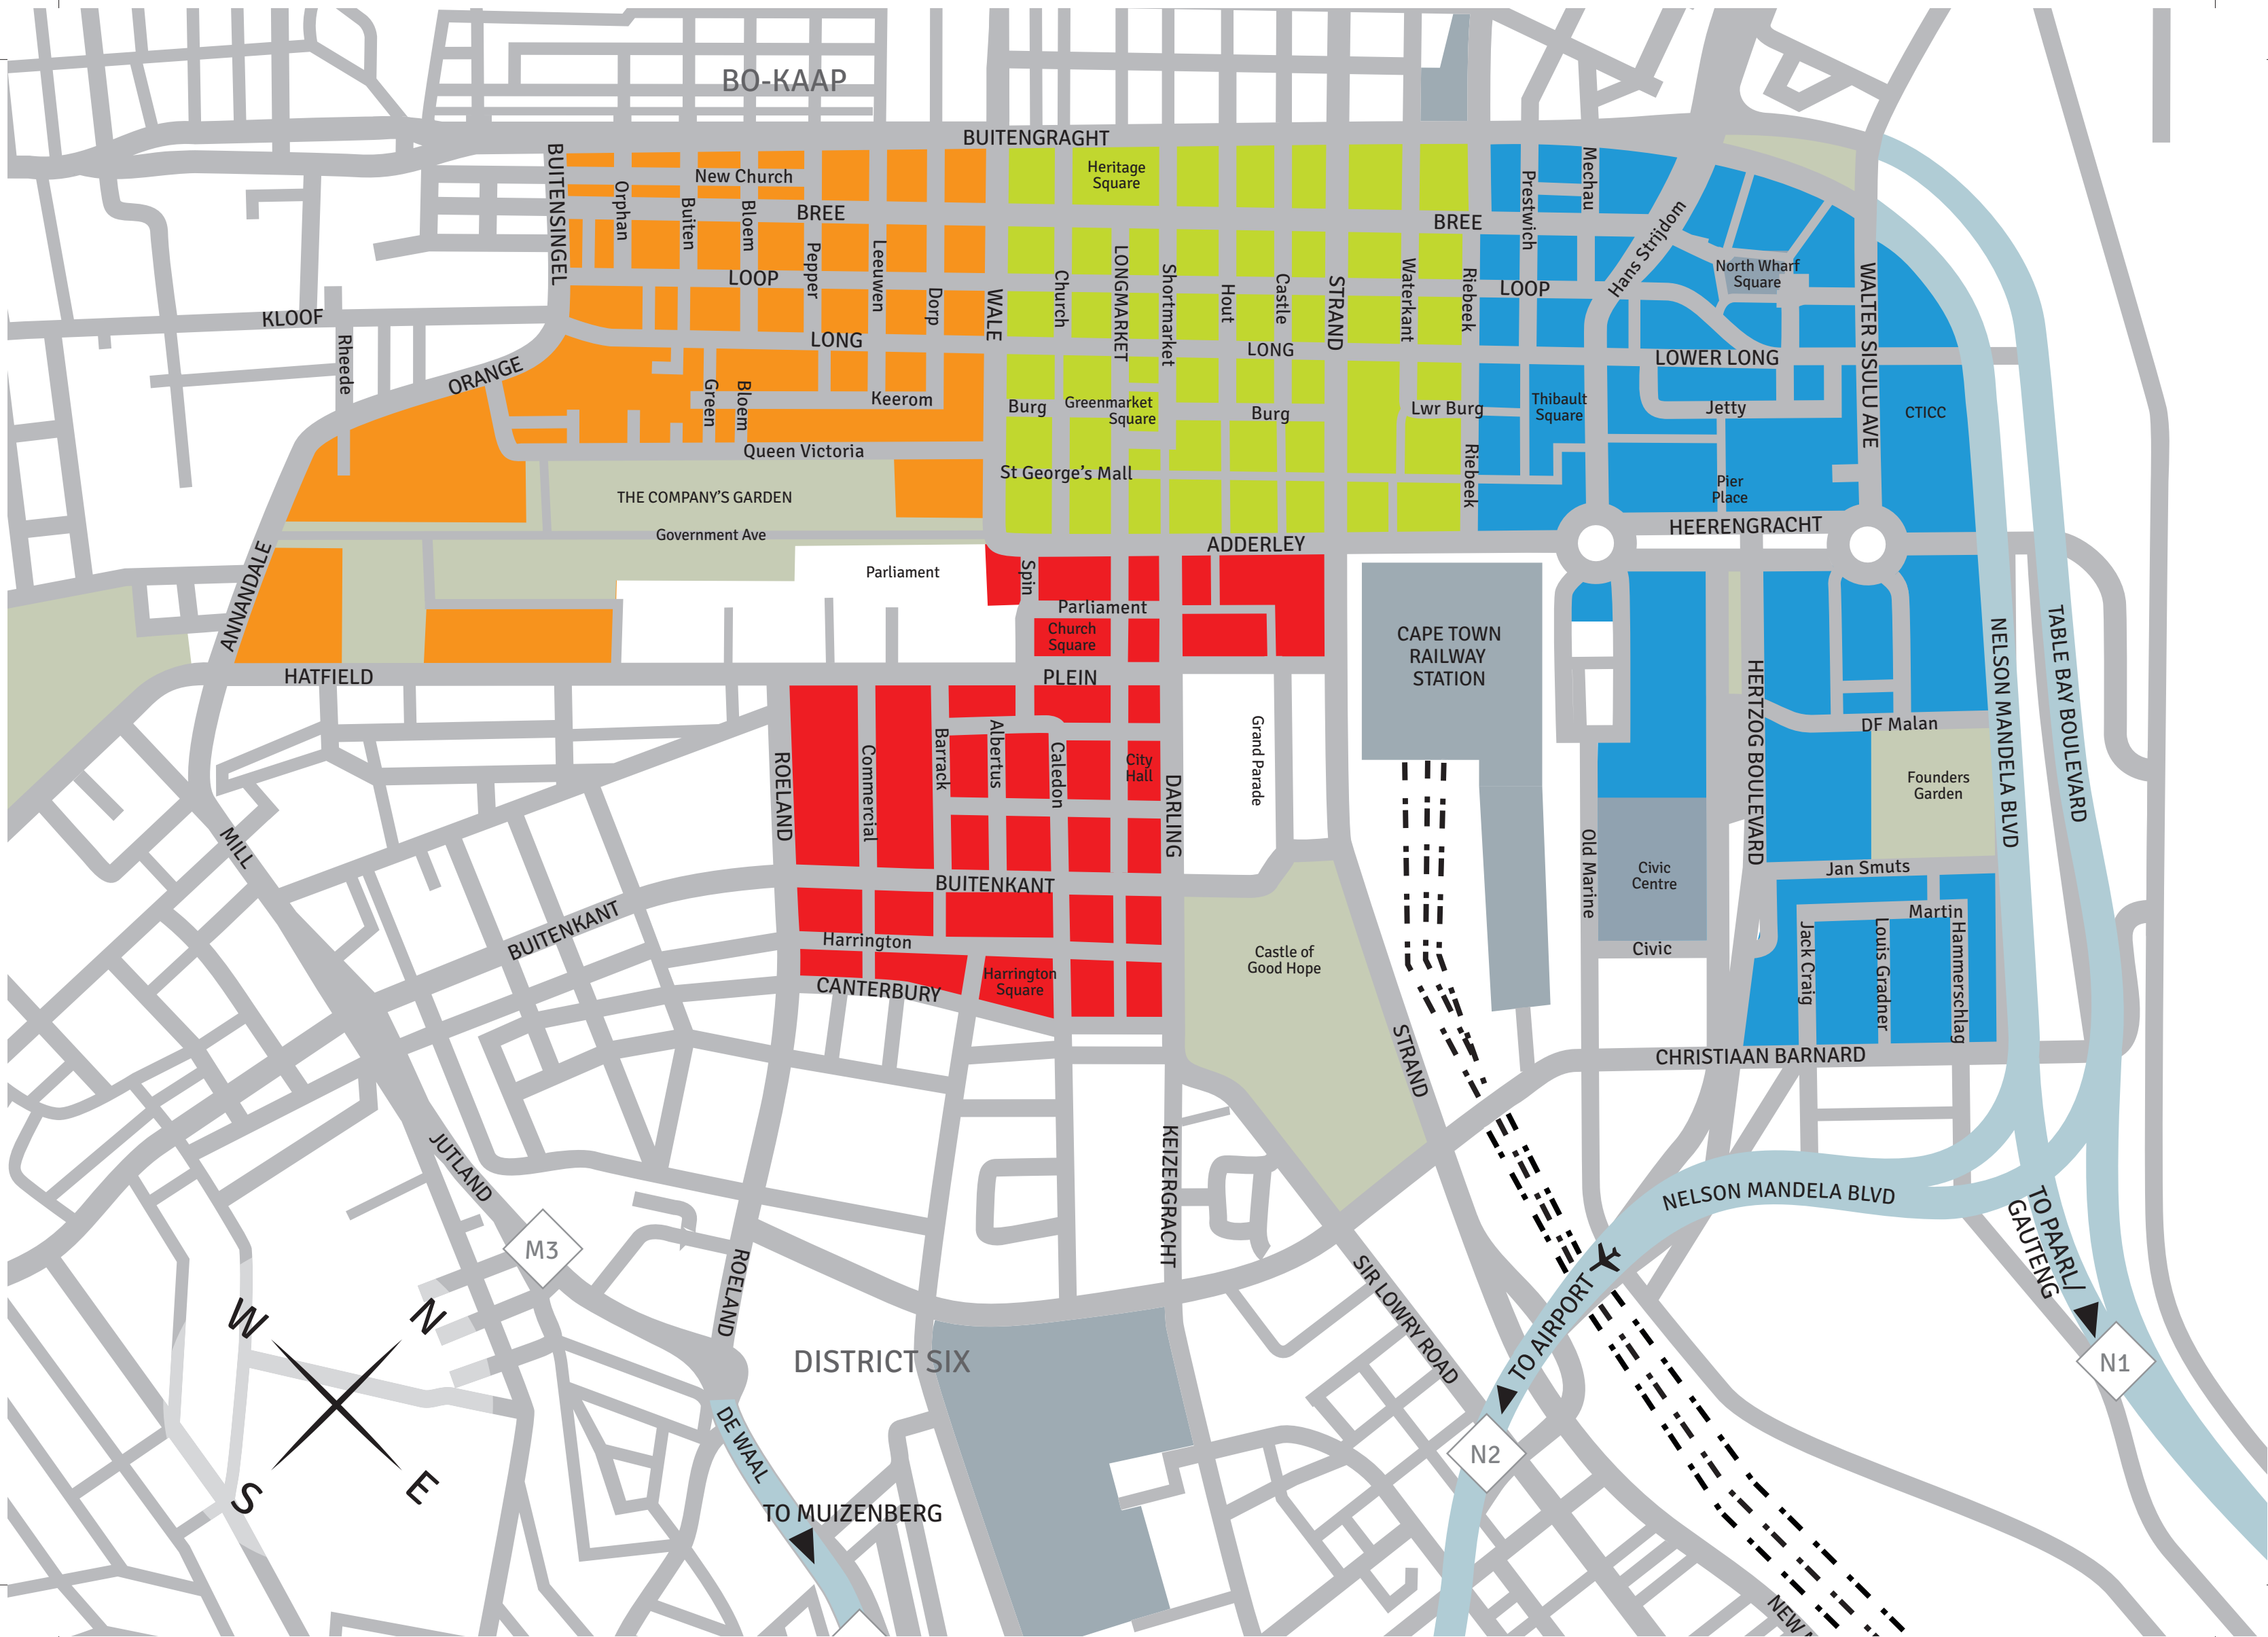 BO-KAAP
BUITENGRAGHT
BUITENSINGEL
Orphan
New Church
Buiten
Bloem
BREE
Pepper
Leeuwen
LOOP
Dorp
WALE
LONG
Heritage
Square
Church
LONGMARKET
Shortmarket
Hout
Castle
STRAND
Waterkant
BREE
Riebeek
LOOP
Prestwich
Mechau
Hans Strijdom
North Wharf
Square
WALTER SISULU AVE
LONG
LOWER LONG
KLOOF
Rheede
ORANGE
Green
Bloem
Keerom
Queen Victoria
Burg
Greenmarket
Square
Burg
Lwr Burg
Thibault
Square
Jetty
CTICC
St George's Mall
Riebeek
Pier
Place
THE COMPANY'S GARDEN
Government Ave
HEERENGRACHT
ADDERLEY
ANNANDALE
Parliament
Spin
Parliament
Church
Square
CAPE TOWN
RAILWAY
STATION
HATFIELD
PLEIN
HERTZOG BOULEVARD
NELSON MANDELA BLVD
TABLE BAY BOULEVARD
DF Malan
Founders
Garden
ROELAND
Commercial
Barrack
Albertus
Caledon
City
Hall
DARLING
Grand Parade
MILL
Old Marine
Civic
Centre
Jan Smuts
BUITENKANT
BUITENKANT
Martin
Harrington
Harrington
Square
CANTERBURY
Castle of
Good Hope
Civic
Jack Craig
Louis Gradner
Hammerschlag
STRAND
CHRISTIAAN BARNARD
JUTLAND
KEIZERGRACHT
NELSON MANDELA BLVD
TO PAARL/
GAUTENG
M3
ROELAND
SIR LOWRY ROAD
TO AIRPORT
W
N
S
E
DISTRICT SIX
N1
N2
DE WAAL
TO MUIZENBERG
NEW